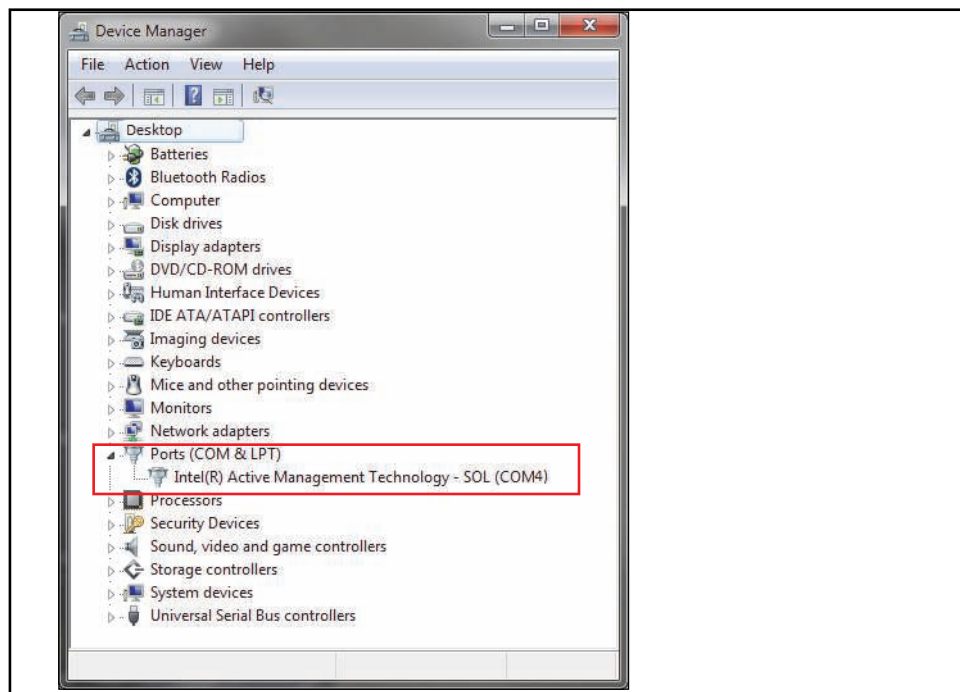 Device Manager
File Action View Help
Desktop
Batteries
Bluetooth Radios
Computer
Disk drives
Display adapters
DVD/CD-ROM drives
Human Interface Devices
IDE ATA/ATAPI controllers
Imaging devices
Keyboards
Mice and other pointing devices
Monitors
Network adapters
Ports (COM & LPT)
Intel(R) Active Management Technology - SOL (COM4)
Processors
Security Devices
Sound, video and game controllers
Storage controllers
System devices
Universal Serial Bus controllers